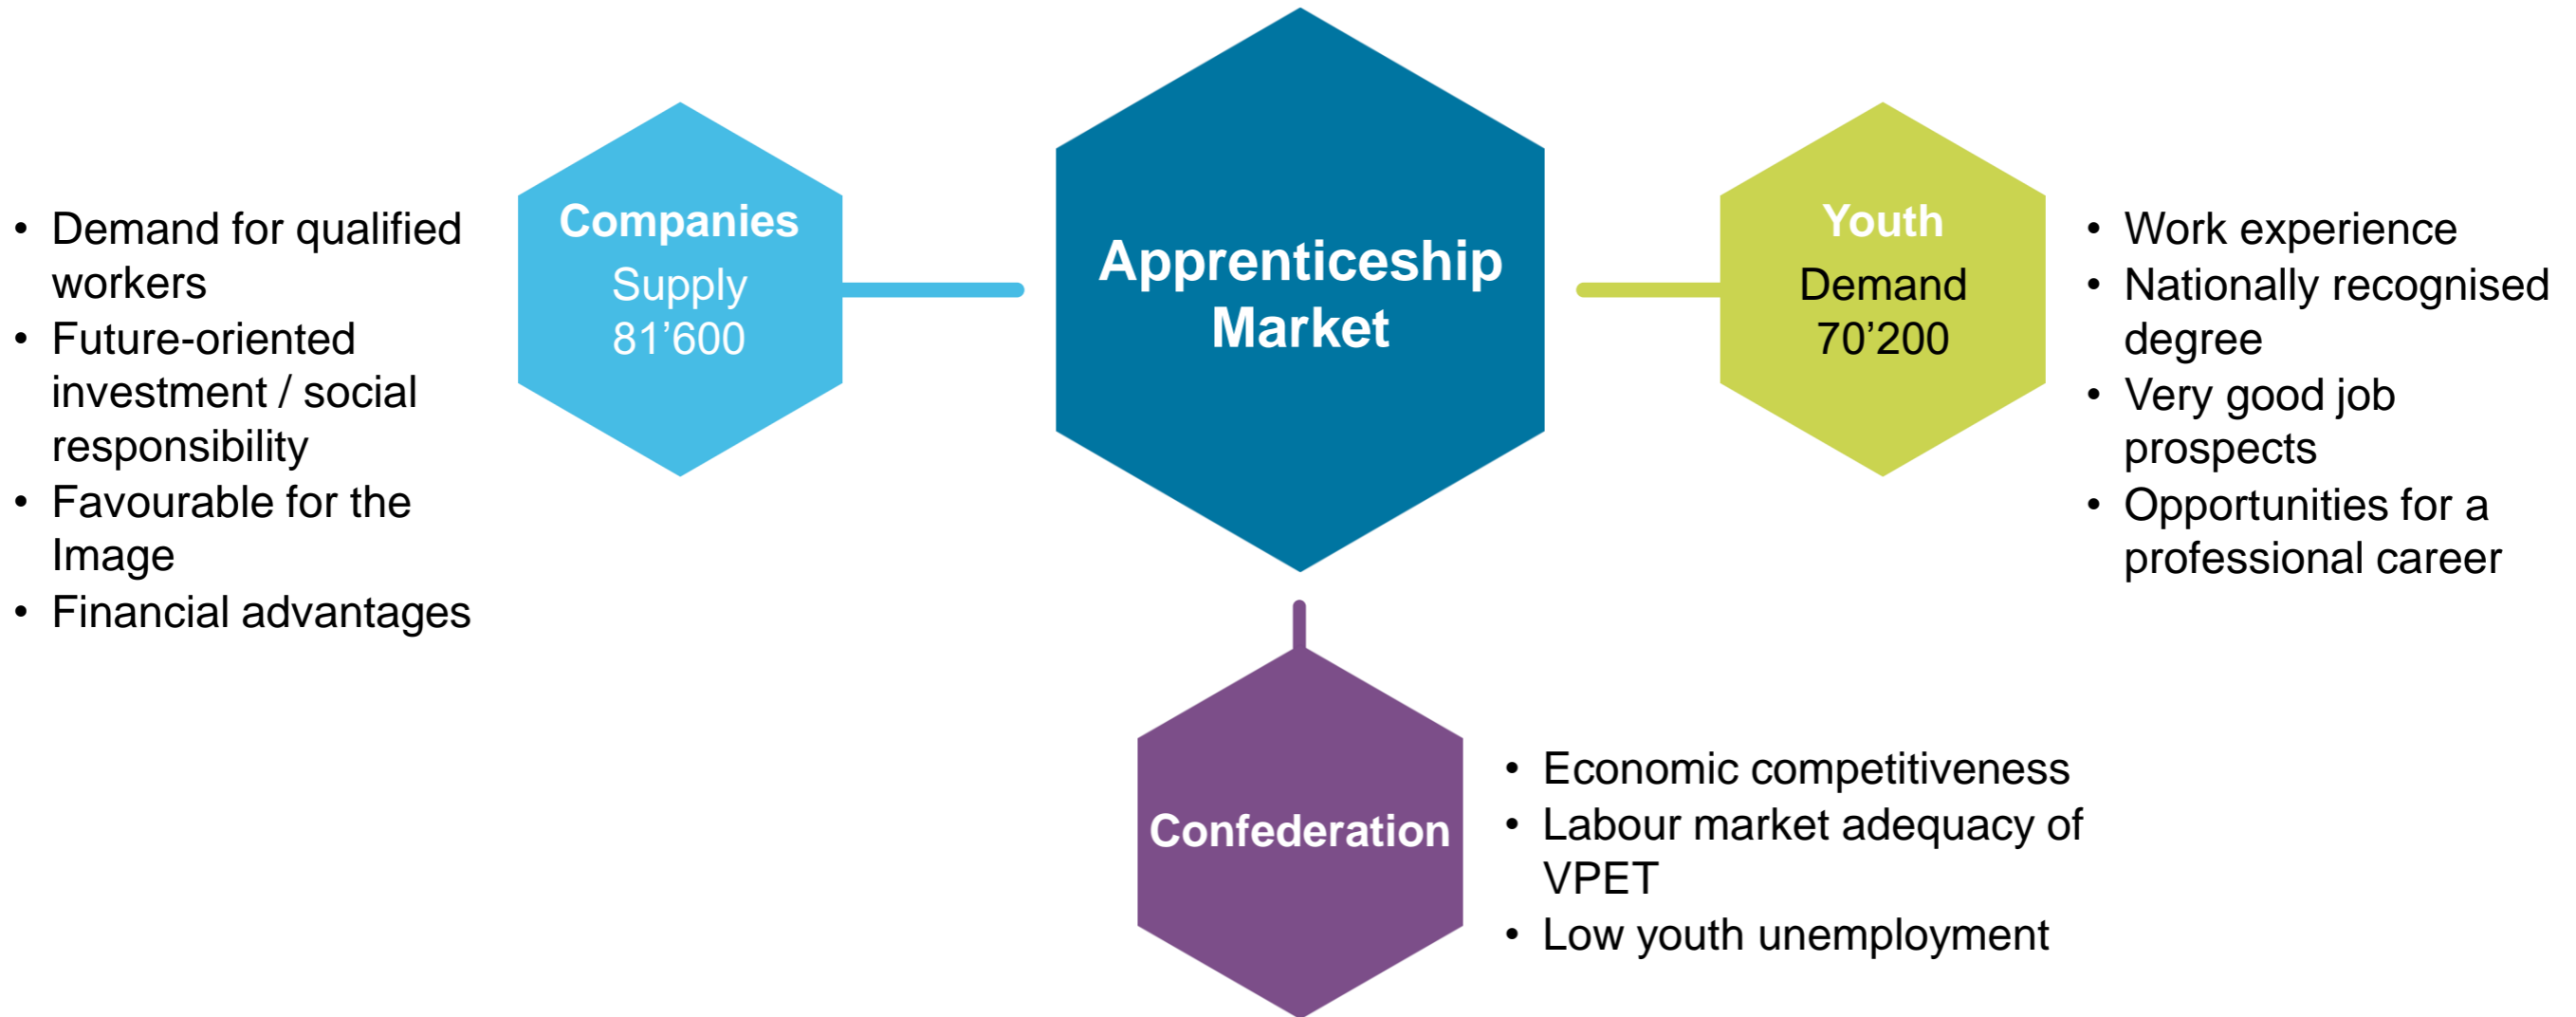 • Demand for qualified
workers
• Future-oriented
investment / social
responsibility
• Favourable for the
Image
• Financial advantages
Companies
Supply
81’600
Apprenticeship
Market
Youth
Demand
70’200
• Work experience
• Nationally recognised
degree
• Very good job
prospects
• Opportunities for a
professional career
Confederation
• Economic competitiveness
• Labour market adequacy of
VPET
• Low youth unemployment